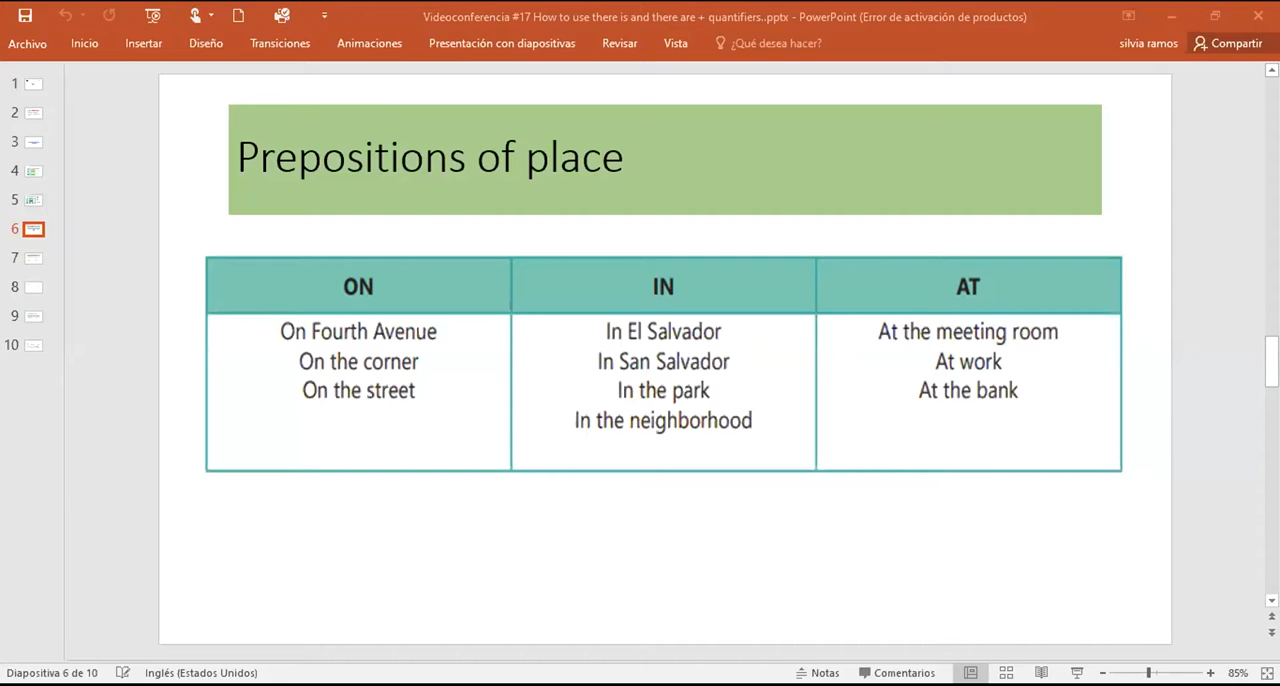 Videoconferencia #17 How to use there is and there are + quantifiers..pptx - PowerPoint (Error de activación de productos)
Archivo Inicio Insertar Diseño Transiciones Animaciones Presentación con diapositivas Revisar Vista ¿Qué desea hacer? silvia ramos Compartir
1
2
3
4
5
6
7
8
9
10
Prepositions of place
ON IN AT
On Fourth Avenue In El Salvador At the meeting room
On the corner In San Salvador At work
On the street In the park At the bank
In the neighborhood
Diapositiva 6 de 10 Inglés (Estados Unidos) Notas Comentarios 85%